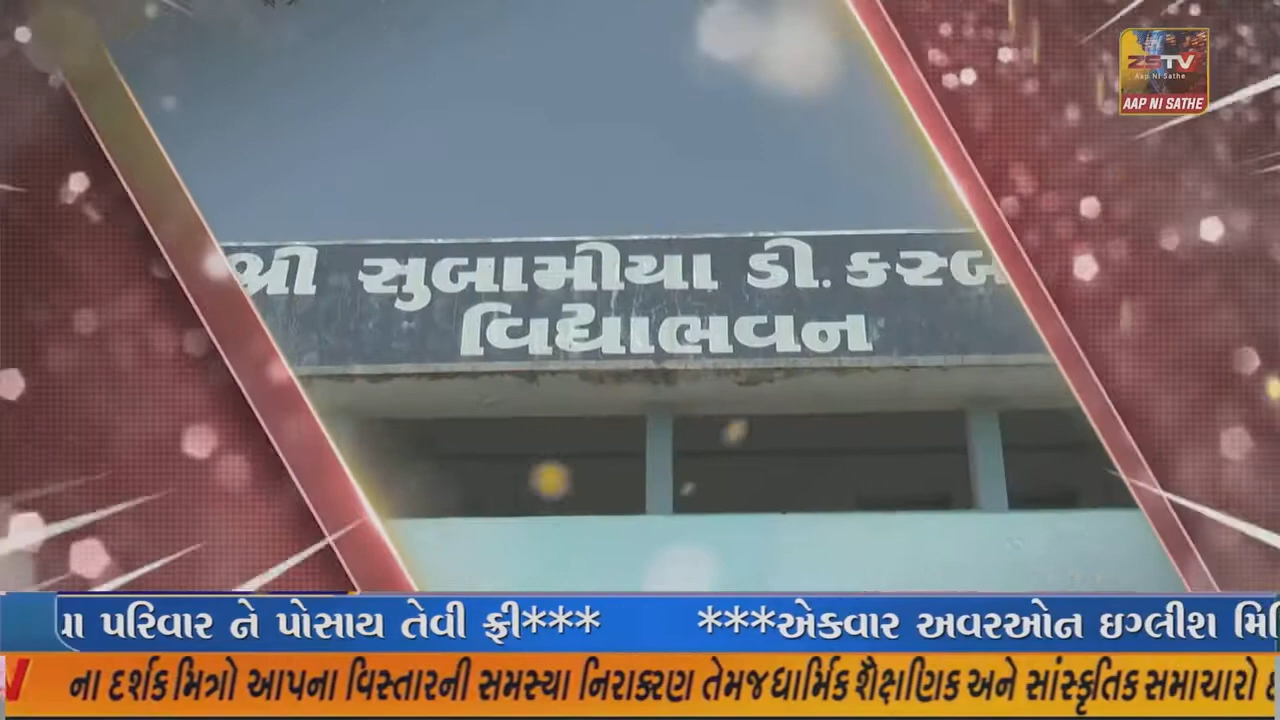 ZSTV
Aap Ni Sathe
AAP NI SATHE
શ્રી સુબામીયા ડી. કરબ
વિદ્યાભવન
પરિવાર ને પોસાય તેવી ફ્રી*** ***એકવાર અવરઓન ઇગ્લીશ
ના દર્શક મિત્રો આપના વિસ્તારની સમસ્યા નિરાકરણ તેમજ ધાર્મિક શૈક્ષણિક અને સાંસ્કૃતિક સમાચારો